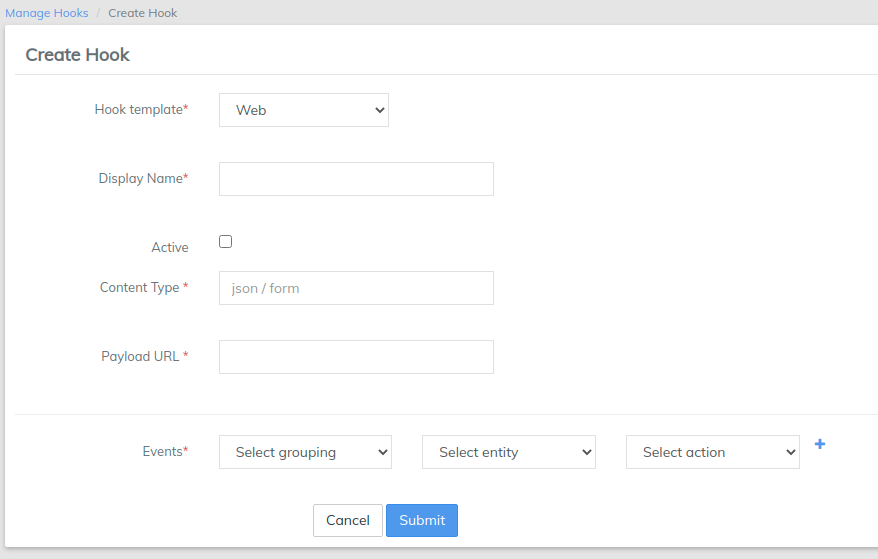 Manage Hooks / Create Hook
Create Hook
Hook template* Web
Display Name*
Active
Content Type * json / form
Payload URL *
Events* Select grouping Select entity Select action +
Cancel Submit